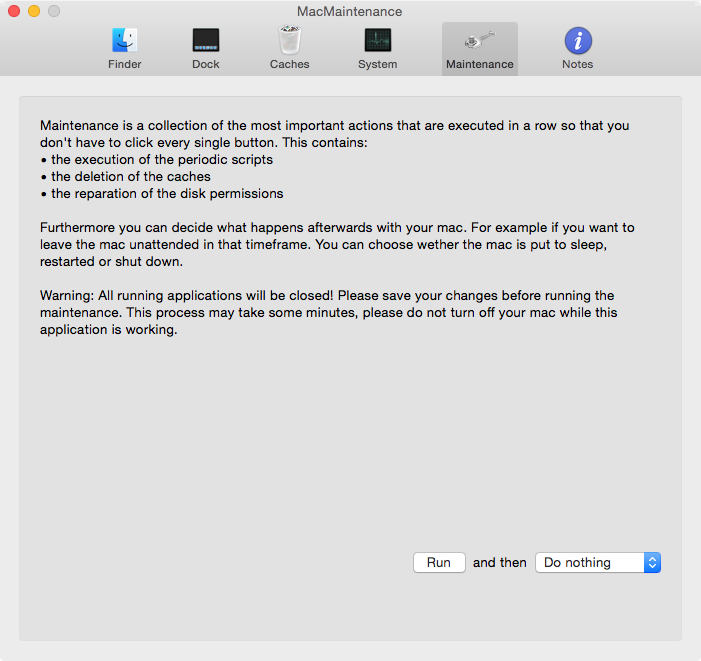 MacMaintenance
Finder
Dock
Caches
System
Maintenance
Notes
Maintenance is a collection of the most important actions that are executed in a row so that you
don't have to click every single button. This contains:
• the execution of the periodic scripts
• the deletion of the caches
• the reparation of the disk permissions
Furthermore you can decide what happens afterwards with your mac. For example if you want to
leave the mac unattended in that timeframe. You can choose wether the mac is put to sleep,
restarted or shut down.
Warning: All running applications will be closed! Please save your changes before running the
maintenance. This process may take some minutes, please do not turn off your mac while this
application is working.
Run and then Do nothing